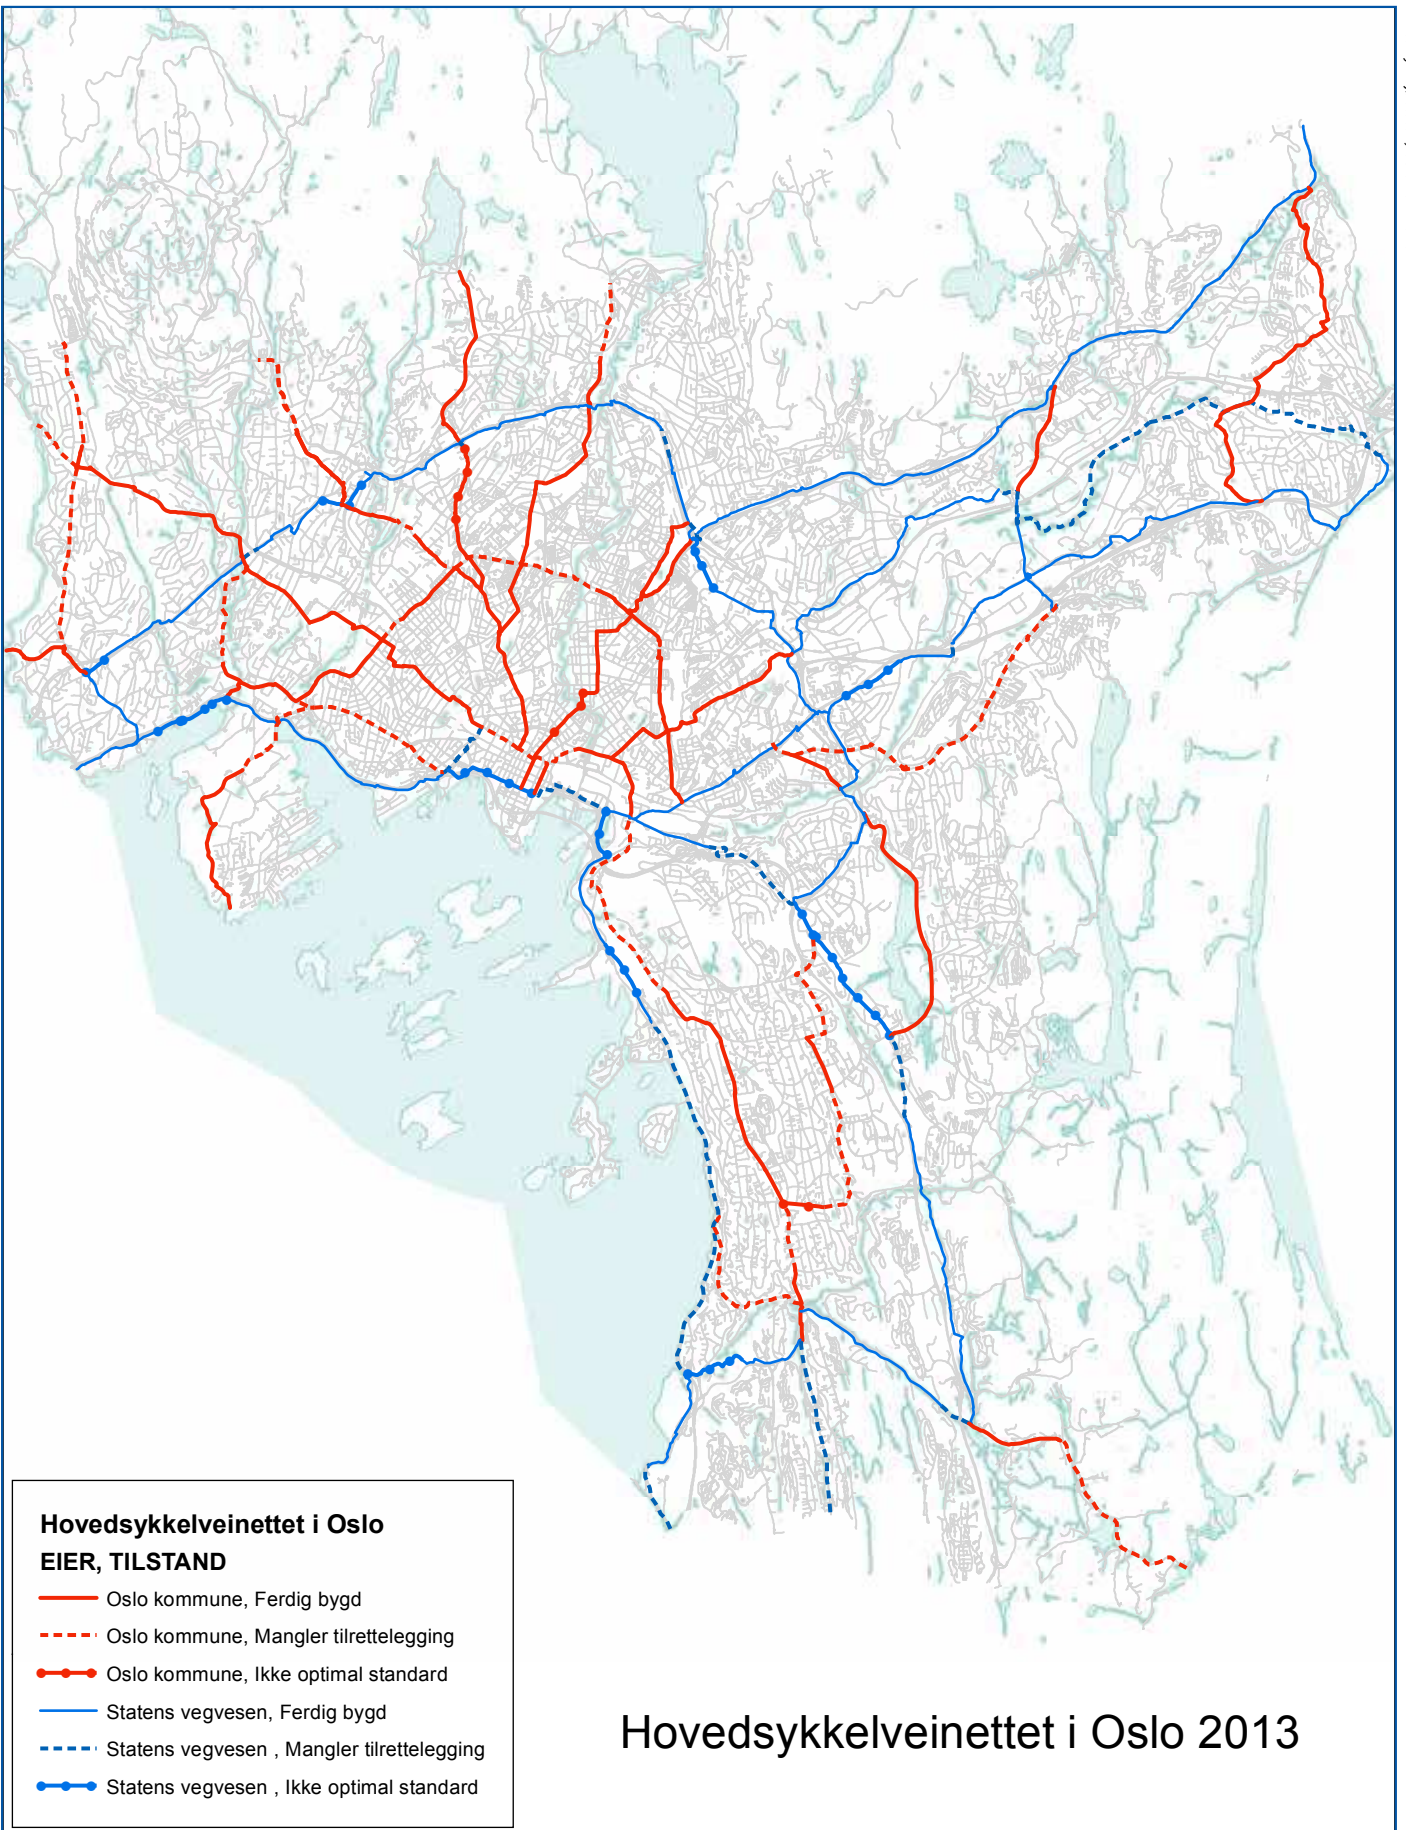 Hovedsykkelveinettet i Oslo
EIER, TILSTAND
Oslo kommune, Ferdig bygd
Oslo kommune, Mangler tilrettelegging
Oslo kommune, Ikke optimal standard
Statens vegvesen, Ferdig bygd
Statens vegvesen , Mangler tilrettelegging
Statens vegvesen , Ikke optimal standard
Hovedsykkelveinettet i Oslo 2013